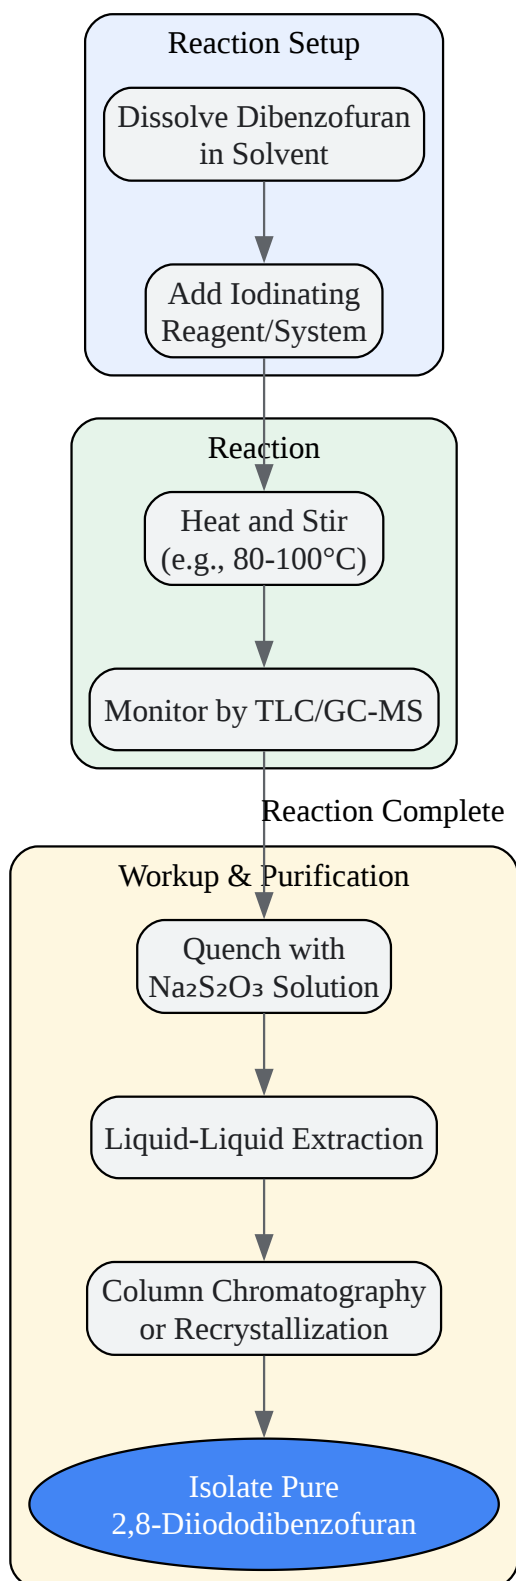 Reaction Setup
Dissolve Dibenzofuran
in Solvent
Add Iodinating
Reagent/System
Reaction
Heat and Stir
(e.g., 80-100°C)
Monitor by TLC/GC-MS
Reaction Complete
Workup & Purification
Quench with
Na₂S₂O₃ Solution
Liquid-Liquid Extraction
Column Chromatography
or Recrystallization
Isolate Pure
2,8-Diiododibenzofuran